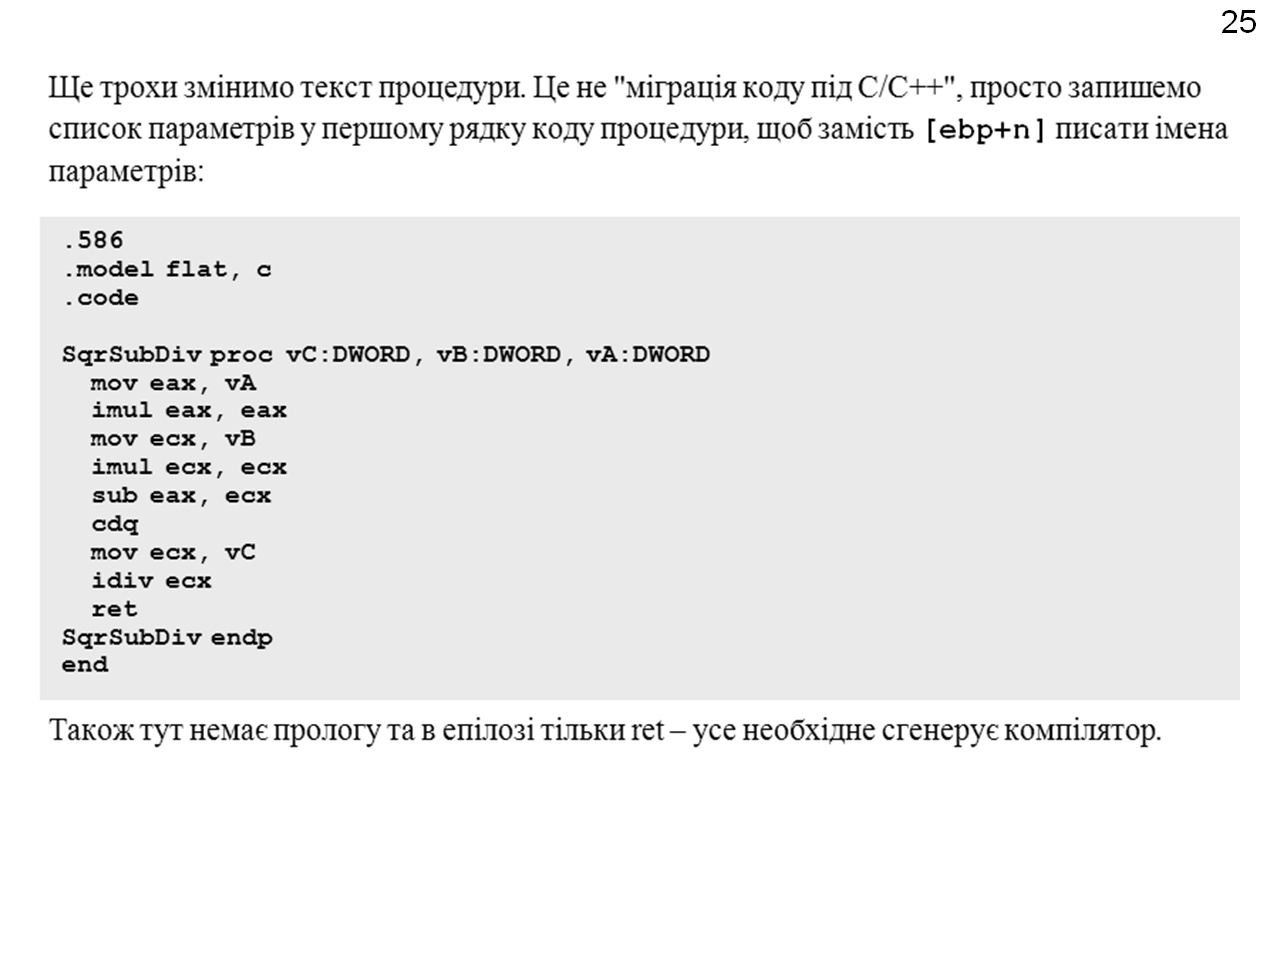 25
Ще трохи змінимо текст процедури. Це не "міграція коду під C/C++", просто запишемо
список параметрів у першому рядку коду процедури, щоб замість [ebp+n] писати імена
параметрів:
.586
.model flat, c
.code
SqrSubDiv proc vC:DWORD, vB:DWORD, vA:DWORD
mov eax, vA
imul eax, eax
mov ecx, vB
imul ecx, ecx
sub eax, ecx
cdq
mov ecx, vC
idiv ecx
ret
SqrSubDiv endp
end
Також тут немає прологу та в епілозі тільки ret – усе необхідне сгенерує компілятор.